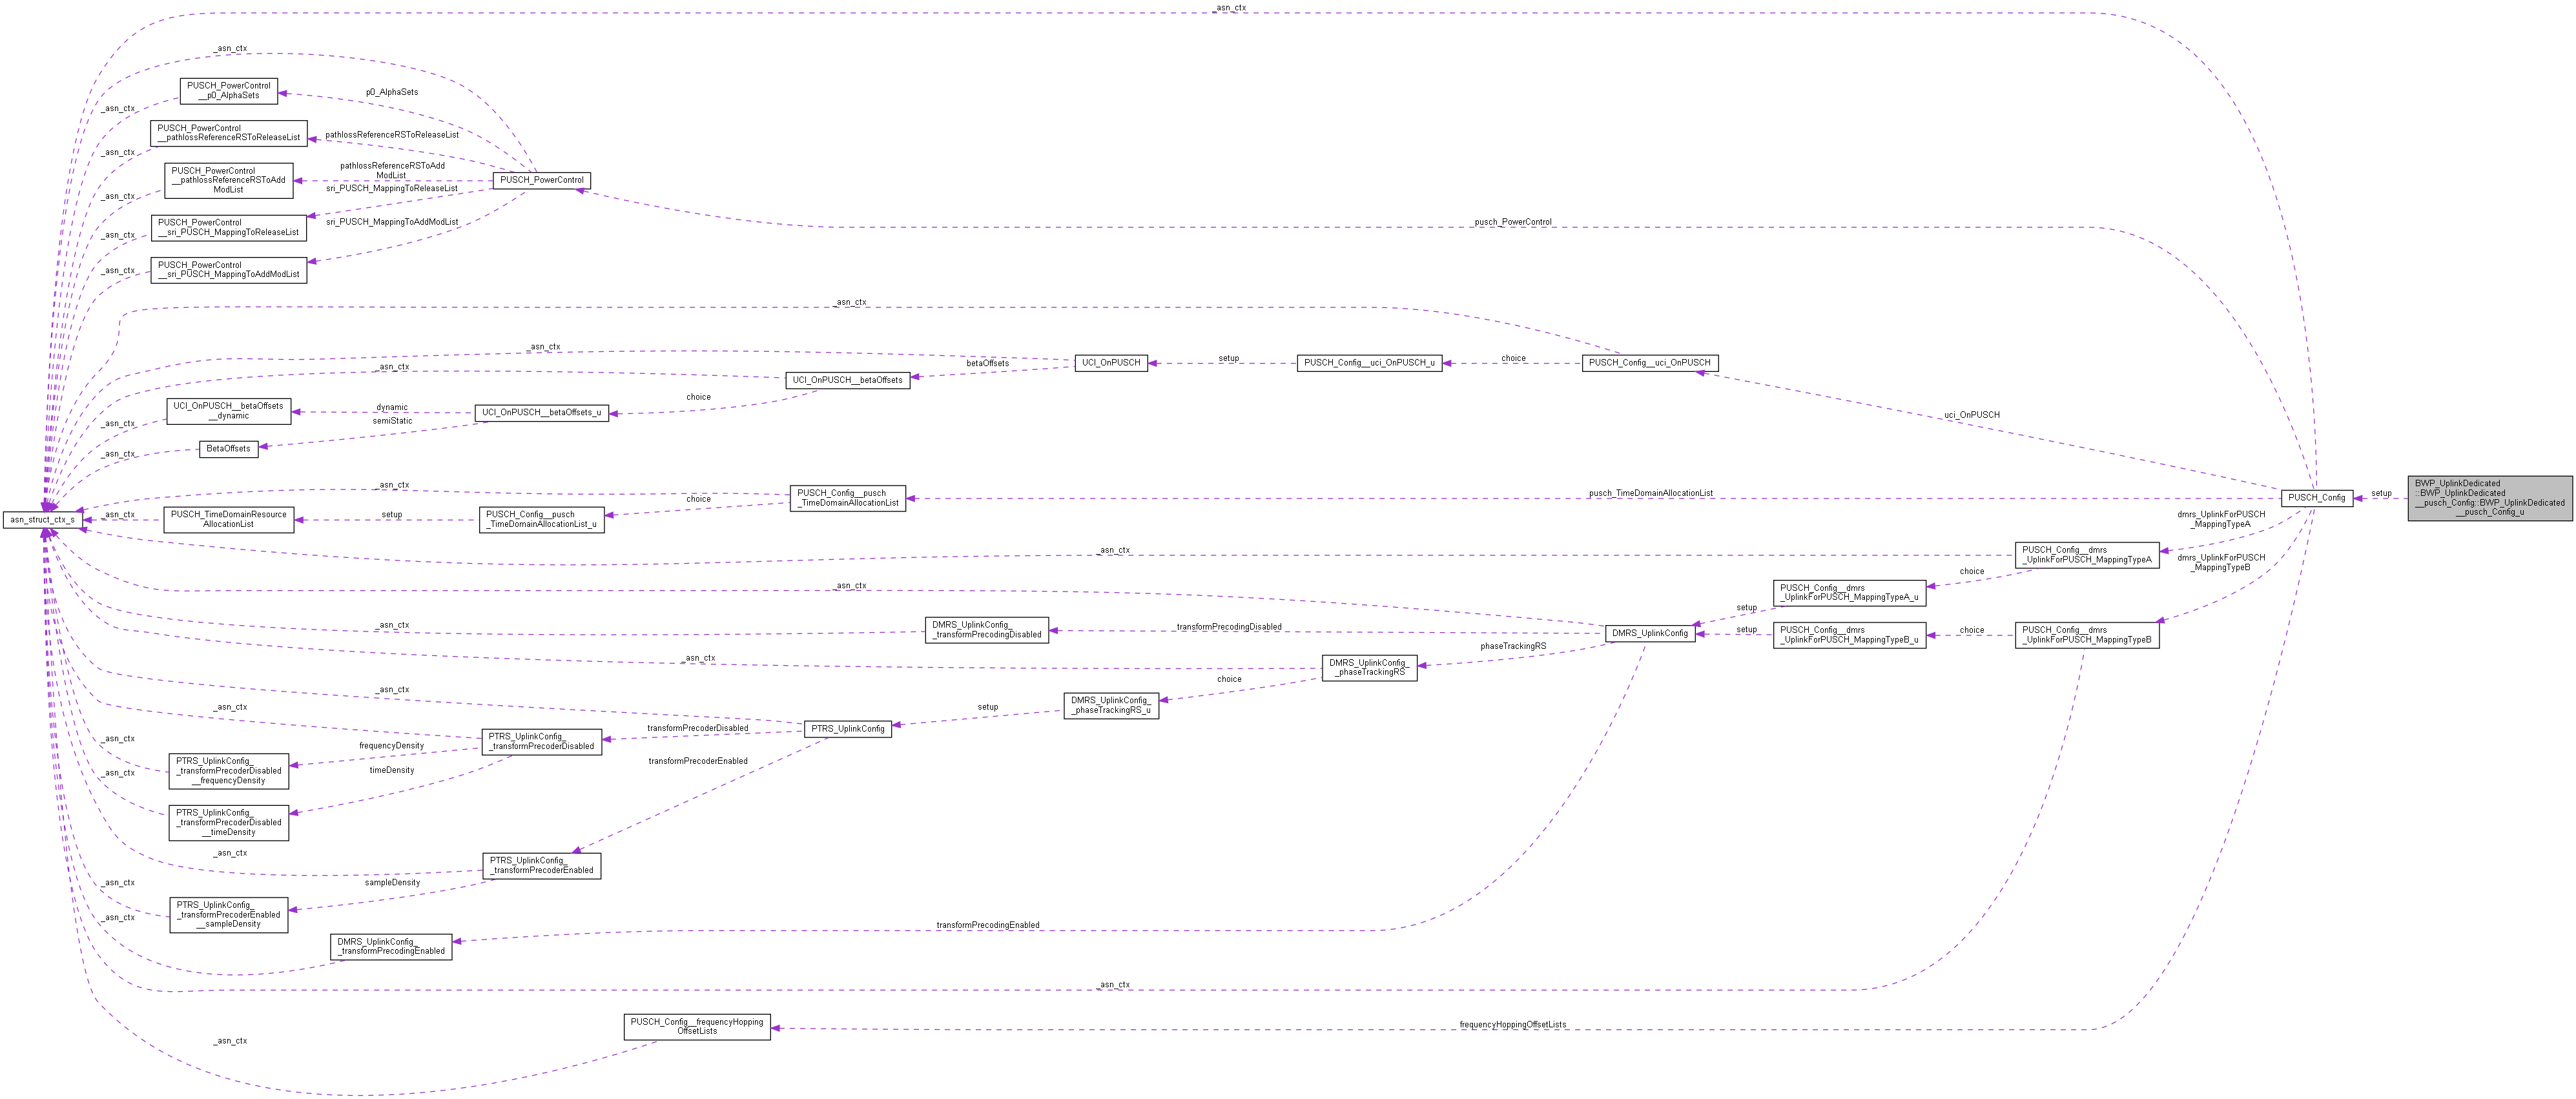 _asn_ctx
_asn_ctx
PUSCH_PowerControl
__p0_AlphaSets
p0_AlphaSets
_asn_ctx
PUSCH_PowerControl
__pathlossReferenceRSToReleaseList
pathlossReferenceRSToReleaseList
_asn_ctx
PUSCH_PowerControl
__pathlossReferenceRSToAdd
ModList
pathlossReferenceRSToAdd
ModList
PUSCH_PowerControl
sri_PUSCH_MappingToReleaseList
_asn_ctx
PUSCH_PowerControl
__sri_PUSCH_MappingToReleaseList
sri_PUSCH_MappingToAddModList
pusch_PowerControl
_asn_ctx
PUSCH_PowerControl
__sri_PUSCH_MappingToAddModList
_asn_ctx
_asn_ctx
_asn_ctx
UCI_OnPUSCH
setup
PUSCH_Config__uci_OnPUSCH_u
choice
PUSCH_Config__uci_OnPUSCH
betaOffsets
_asn_ctx
UCI_OnPUSCH__betaOffsets
choice
_asn_ctx
UCI_OnPUSCH__betaOffsets
__dynamic
dynamic
UCI_OnPUSCH__betaOffsets_u
uci_OnPUSCH
semiStatic
_asn_ctx
BetaOffsets
_asn_ctx
_asn_ctx
PUSCH_Config__pusch
_TimeDomainAllocationList
pusch_TimeDomainAllocationList
PUSCH_Config
setup
BWP_UplinkDedicated
::BWP_UplinkDedicated
__pusch_Config::BWP_UplinkDedicated
__pusch_Config_u
choice
asn_struct_ctx_s
_asn_ctx
PUSCH_TimeDomainResource
AllocationList
setup
PUSCH_Config__pusch
_TimeDomainAllocationList_u
dmrs_UplinkForPUSCH
_MappingTypeA
_asn_ctx
PUSCH_Config__dmrs
_UplinkForPUSCH_MappingTypeA
dmrs_UplinkForPUSCH
_MappingTypeB
choice
_asn_ctx
PUSCH_Config__dmrs
_UplinkForPUSCH_MappingTypeA_u
setup
_asn_ctx
DMRS_UplinkConfig_
_transformPrecodingDisabled
transformPrecodingDisabled
DMRS_UplinkConfig
setup
PUSCH_Config__dmrs
_UplinkForPUSCH_MappingTypeB_u
choice
PUSCH_Config__dmrs
_UplinkForPUSCH_MappingTypeB
phaseTrackingRS
_asn_ctx
DMRS_UplinkConfig_
_phaseTrackingRS
choice
_asn_ctx
DMRS_UplinkConfig_
_phaseTrackingRS_u
setup
_asn_ctx
PTRS_UplinkConfig
transformPrecoderDisabled
PTRS_UplinkConfig_
_transformPrecoderDisabled
frequencyDensity
_asn_ctx
PTRS_UplinkConfig_
_transformPrecoderDisabled
__frequencyDensity
timeDensity
transformPrecoderEnabled
_asn_ctx
PTRS_UplinkConfig_
_transformPrecoderDisabled
__timeDensity
_asn_ctx
PTRS_UplinkConfig_
_transformPrecoderEnabled
sampleDensity
_asn_ctx
PTRS_UplinkConfig_
_transformPrecoderEnabled
__sampleDensity
_asn_ctx
transformPrecodingEnabled
DMRS_UplinkConfig_
_transformPrecodingEnabled
_asn_ctx
PUSCH_Config__frequencyHopping
OffsetLists
frequencyHoppingOffsetLists
_asn_ctx